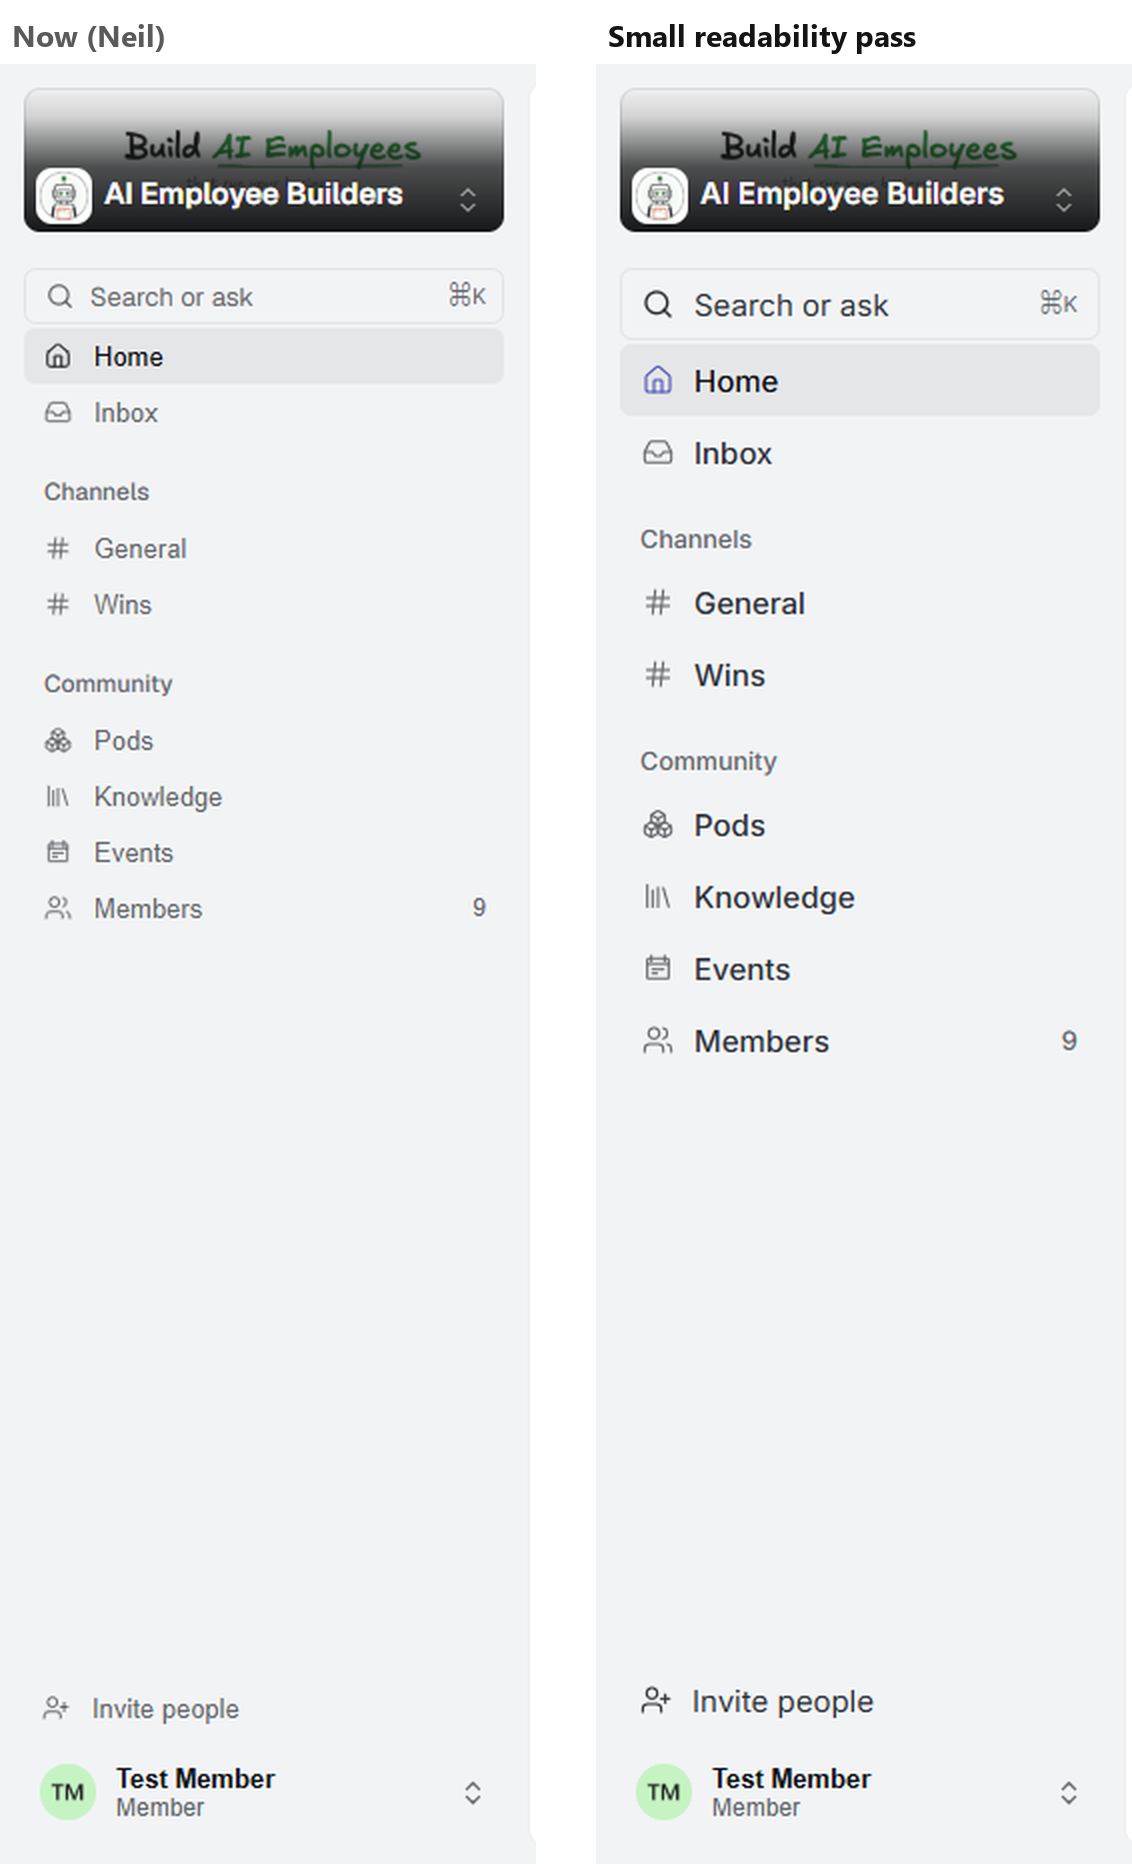 Now (Neil)
Build AI Employees
AI Employee Builders
Search or ask ⌘K
Home
Inbox
Channels
# General
# Wins
Community
Pods
Knowledge
Events
Members 9
Invite people
TM
Test Member
Member
Small readability pass
Build AI Employees
AI Employee Builders
Search or ask ⌘K
Home
Inbox
Channels
# General
# Wins
Community
Pods
Knowledge
Events
Members 9
Invite people
TM
Test Member
Member